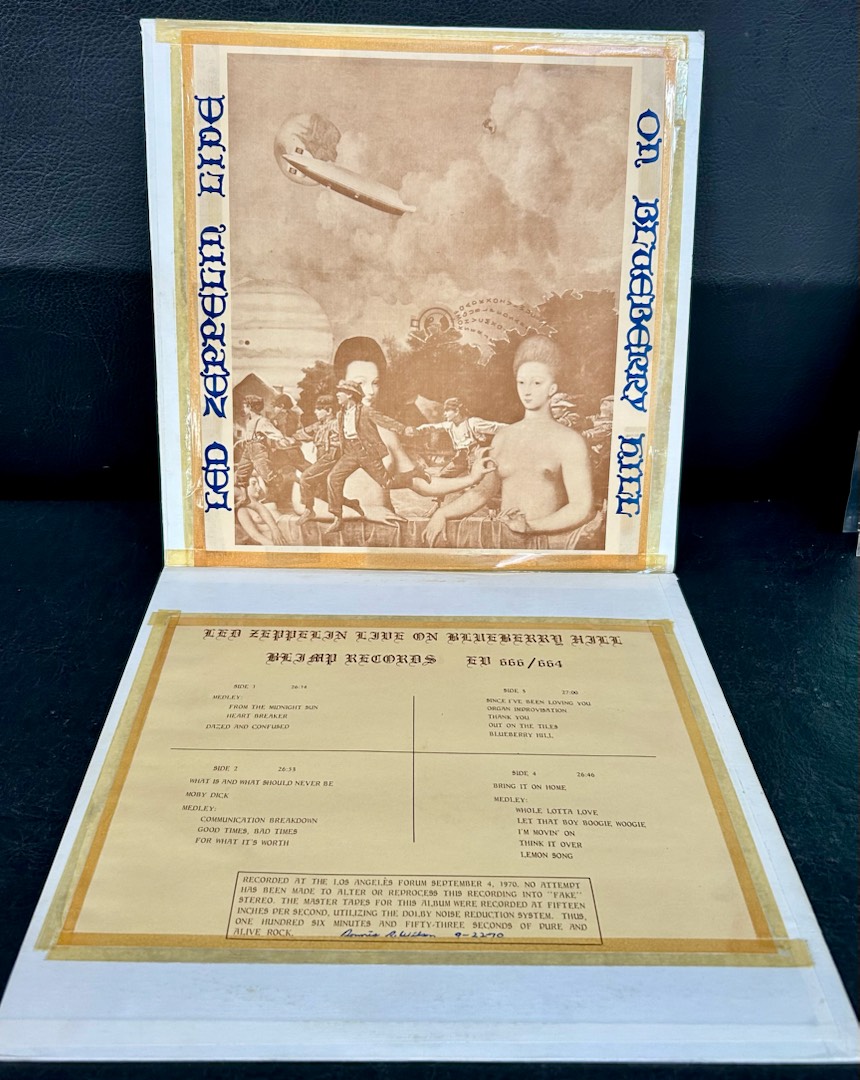 LED ZEPPELIN LIVE
ON BLUEBERRY HILL
LED ZEPPELIN LIVE ON BLUEBERRY HILL
BLIMP RECORDS EV 666/664
SIDE 1 26:14
MEDLEY:
FROM THE MIDNIGHT SUN
HEART BREAKER
DAZED AND CONFUSED
SIDE 2 26:53
WHAT IS AND WHAT SHOULD NEVER BE
MOBY DICK
MEDLEY:
COMMUNICATION BREAKDOWN
GOOD TIMES, BAD TIMES
FOR WHAT IT'S WORTH
SIDE 3 27:00
SINCE I'VE BEEN LOVING YOU
ORGAN IMPROVISATION
THANK YOU
OUT ON THE TILES
BLUEBERRY HILL
SIDE 4 26:46
BRING IT ON HOME
MEDLEY:
WHOLE LOTTA LOVE
LET THAT BOY BOOGIE WOOGIE
I'M MOVIN' ON
THINK IT OVER
LEMON SONG
RECORDED AT THE LOS ANGELES FORUM SEPTEMBER 4, 1970. NO ATTEMPT
HAS BEEN MADE TO ALTER OR REPROCESS THIS RECORDING INTO "FAKE"
STEREO. THE MASTER TAPES FOR THIS ALBUM WERE RECORDED AT FIFTEEN
INCHES PER SECOND, UTILIZING THE DOLBY NOISE REDUCTION SYSTEM. THUS,
ONE HUNDRED SIX MINUTES AND FIFTY-THREE SECONDS OF PURE AND
ALIVE ROCK. Wilson 9-22-70